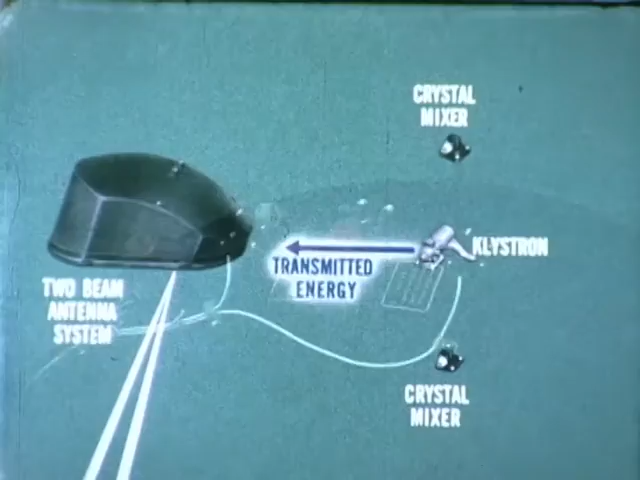 CRYSTAL
MIXER
KLYSTRON
TRANSMITTED
ENERGY
TWO BEAM
ANTENNA
SYSTEM
CRYSTAL
MIXER